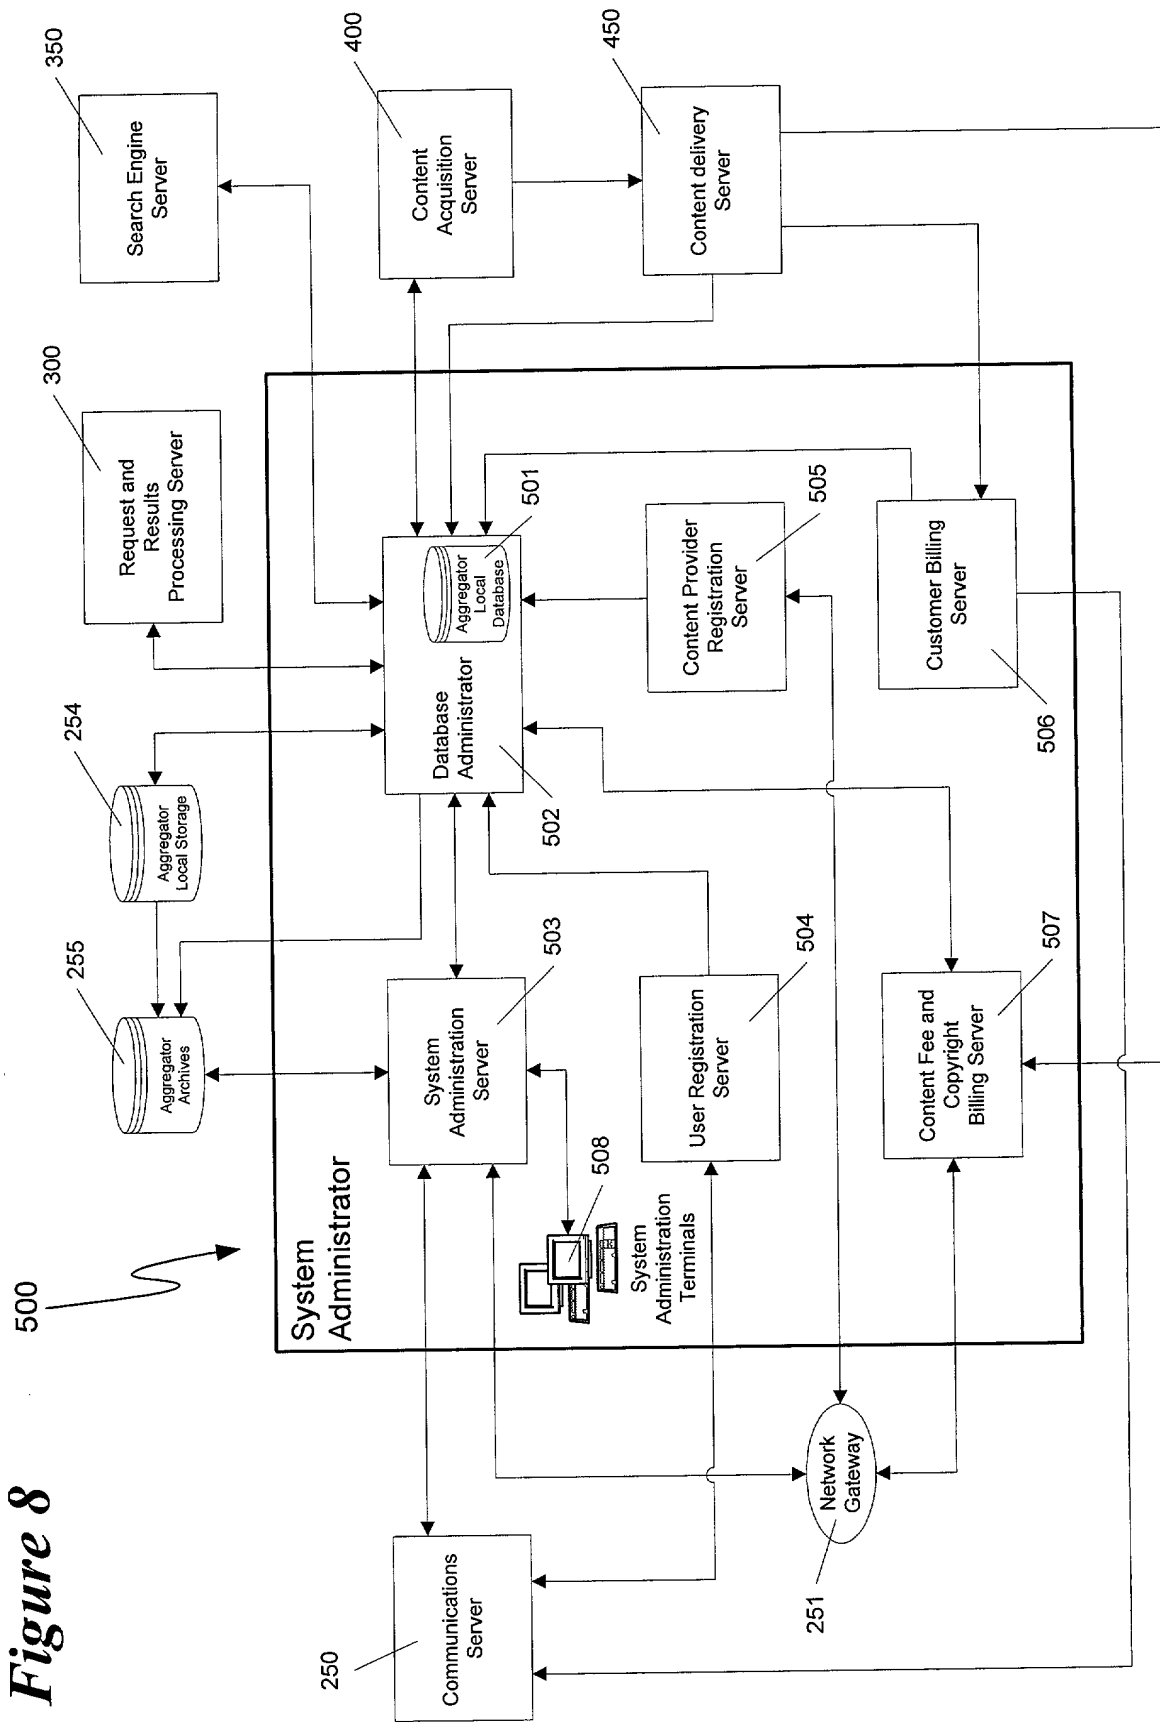 Figure 8
500
255
254
300
350
Aggregator
Archives
Aggregator
Local Storage
Request and
Results
Processing Server
Search Engine
Server
System
Administrator
250
Communications
Server
System
Administration
Server
503
Database
Administrator
502
Aggregator
Local
Database
501
Content
Acquisition
Server
400
508
System
Administration
Terminals
User Registration
Server
504
Content Provider
Registration
Server
505
Content delivery
Server
450
251
Network
Gateway
Content Fee and
Copyright
Billing Server
507
Customer Billing
Server
506